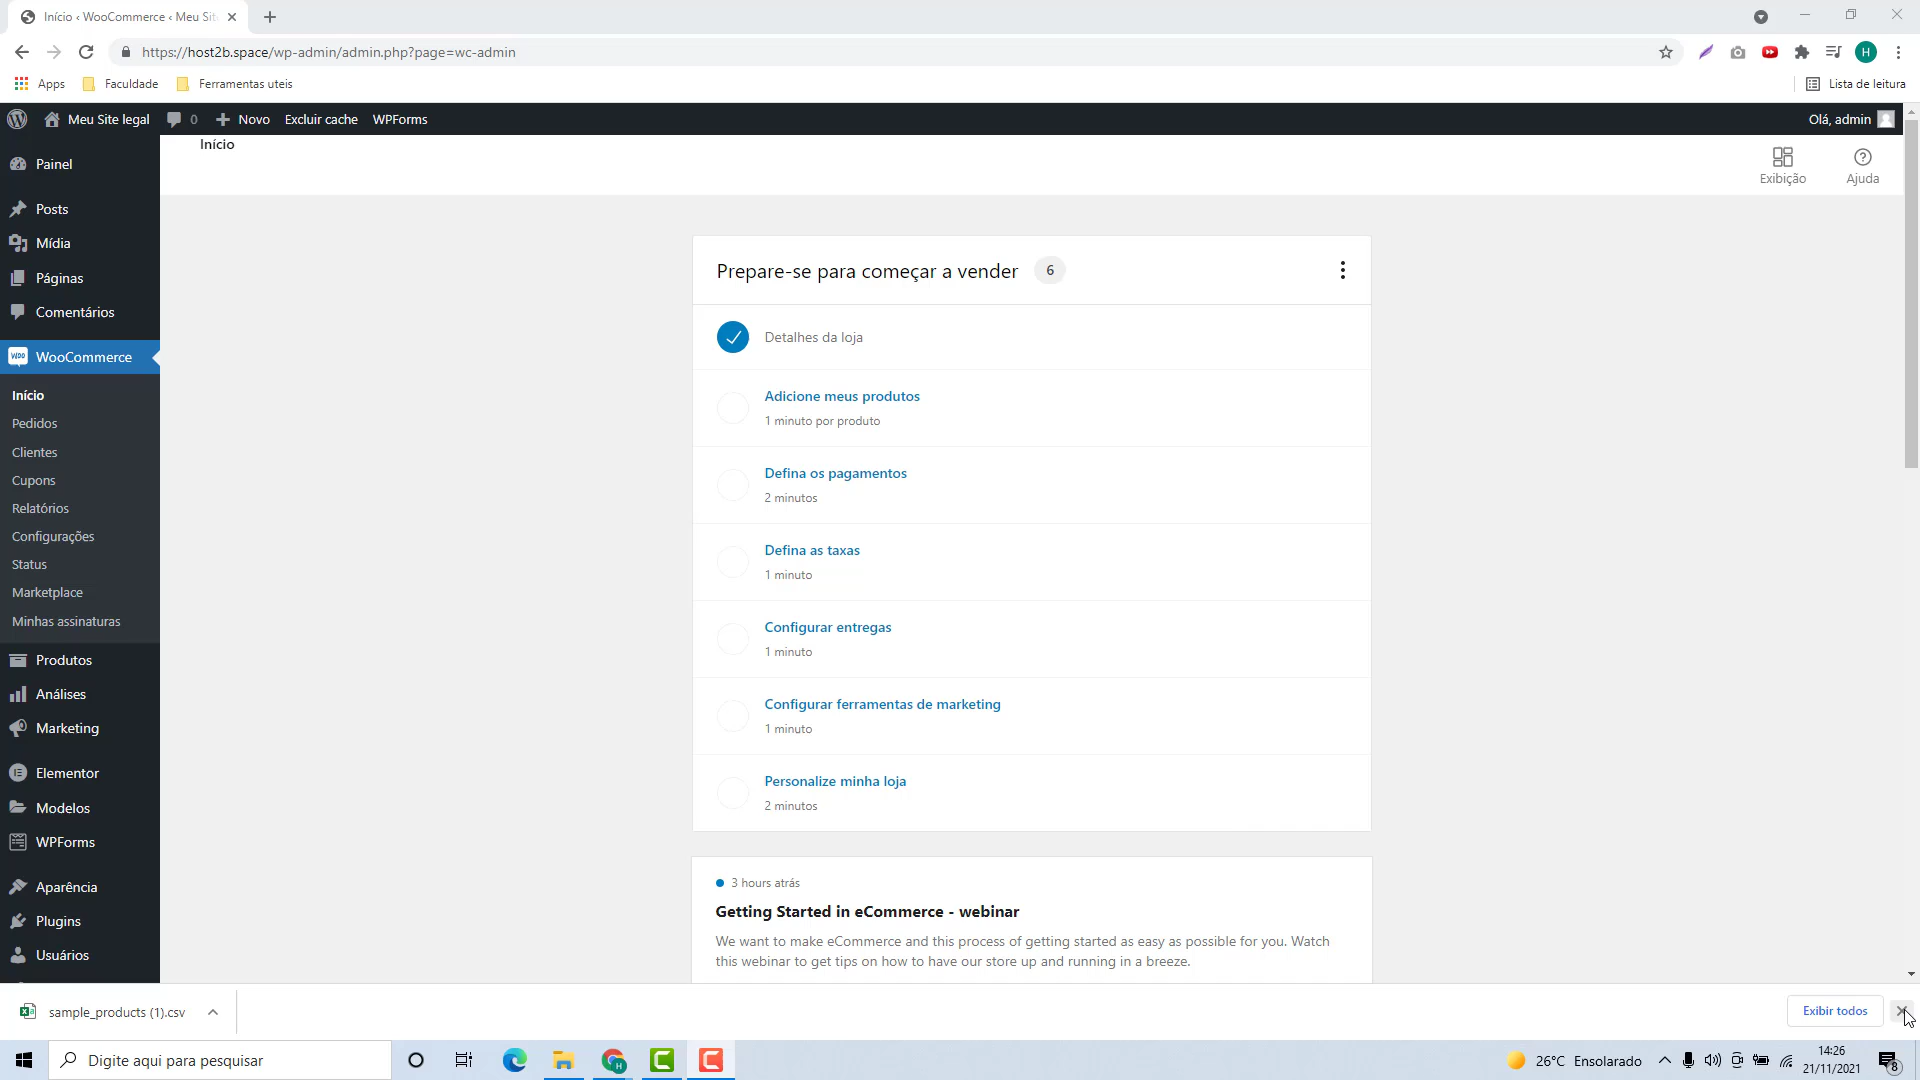 Início ‹ WooCommerce ‹ Meu Sit
https://host2b.space/wp-admin/admin.php?page=wc-admin
H
Apps
Faculdade
Ferramentas uteis
Lista de leitura
Meu Site legal
0
Novo
Excluir cache
WPForms
Olá, admin
Painel
Posts
Mídia
Páginas
Comentários
WooCommerce
Início
Pedidos
Clientes
Cupons
Relatórios
Configurações
Status
Marketplace
Minhas assinaturas
Produtos
Análises
Marketing
Elementor
Modelos
WPForms
Aparência
Plugins
Usuários
Início
Exibição
Ajuda
Prepare-se para começar a vender 6
Detalhes da loja
Adicione meus produtos
1 minuto por produto
Defina os pagamentos
2 minutos
Defina as taxas
1 minuto
Configurar entregas
1 minuto
Configurar ferramentas de marketing
1 minuto
Personalize minha loja
2 minutos
3 hours atrás
Getting Started in eCommerce - webinar
We want to make eCommerce and this process of getting started as easy as possible for you. Watch
this webinar to get tips on how to have our store up and running in a breeze.
sample_products (1).csv
Exibir todos
Digite aqui para pesquisar
26°C Ensolarado
14:26
21/11/2021
8